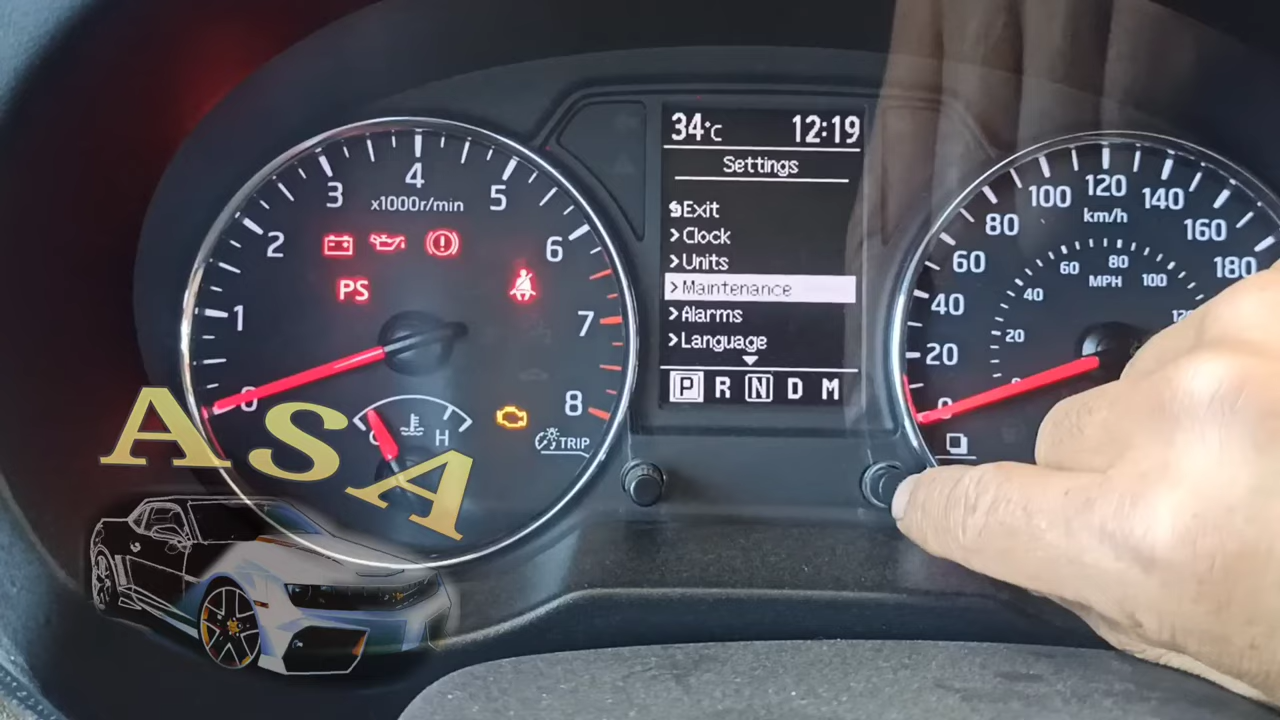 34°C 12:19
Settings
Exit
Clock
Units
Maintenance
Alarms
Language
P R N D M
0 1 2 3 4 5 6 7 8
x1000r/min
PS
C H
TRIP
0 20 40 60 80 100 120 140 160 180
km/h
20 40 60 80 100
MPH
ASA